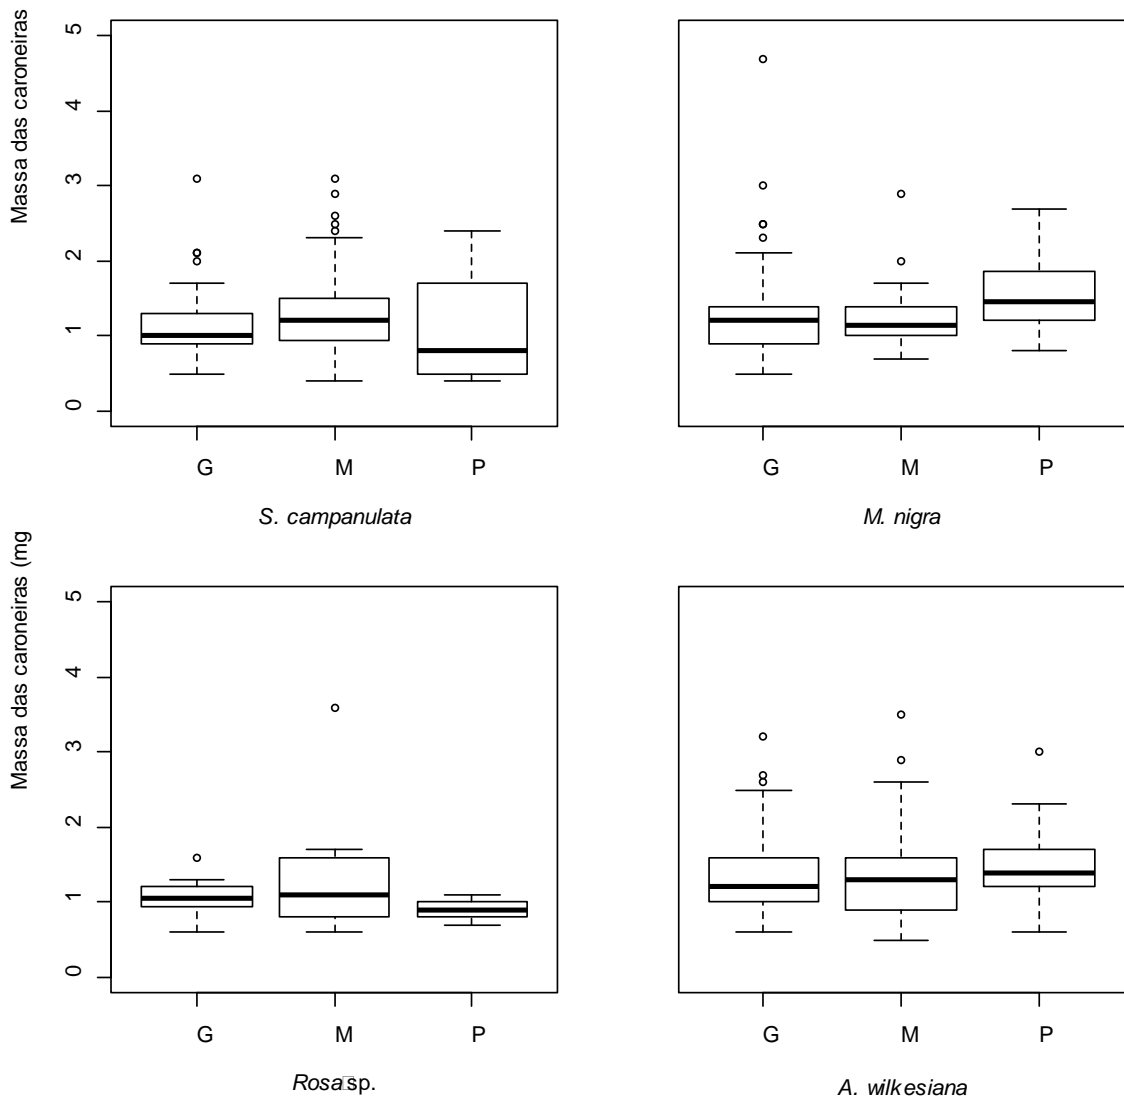 Massa das caroneiras
5
4
3
2
1
0
G M P
G M P
S. campanulata
M. nigra
Massa das caroneiras (mg
5
4
3
2
1
0
G M P
G M P
Rosa sp.
A. wilkesiana